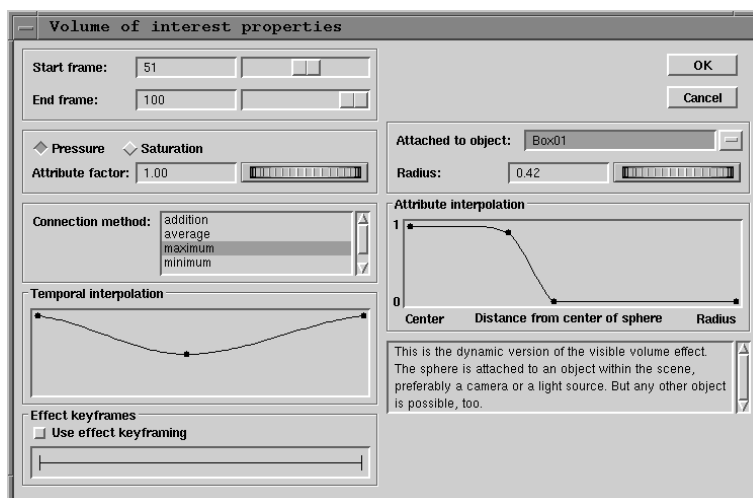 Volume of interest properties
Start frame: 51
End frame: 100
OK
Cancel
Pressure Saturation
Attribute factor: 1.00
Attached to object: Box01
Radius: 0.42
Connection method: addition
average
maximum
minimum
Attribute interpolation
1
0
Center Distance from center of sphere Radius
Temporal interpolation
This is the dynamic version of the visible volume effect.
The sphere is attached to an object within the scene,
preferably a camera or a light source. But any other object
is possible, too.
Effect keyframes
Use effect keyframing